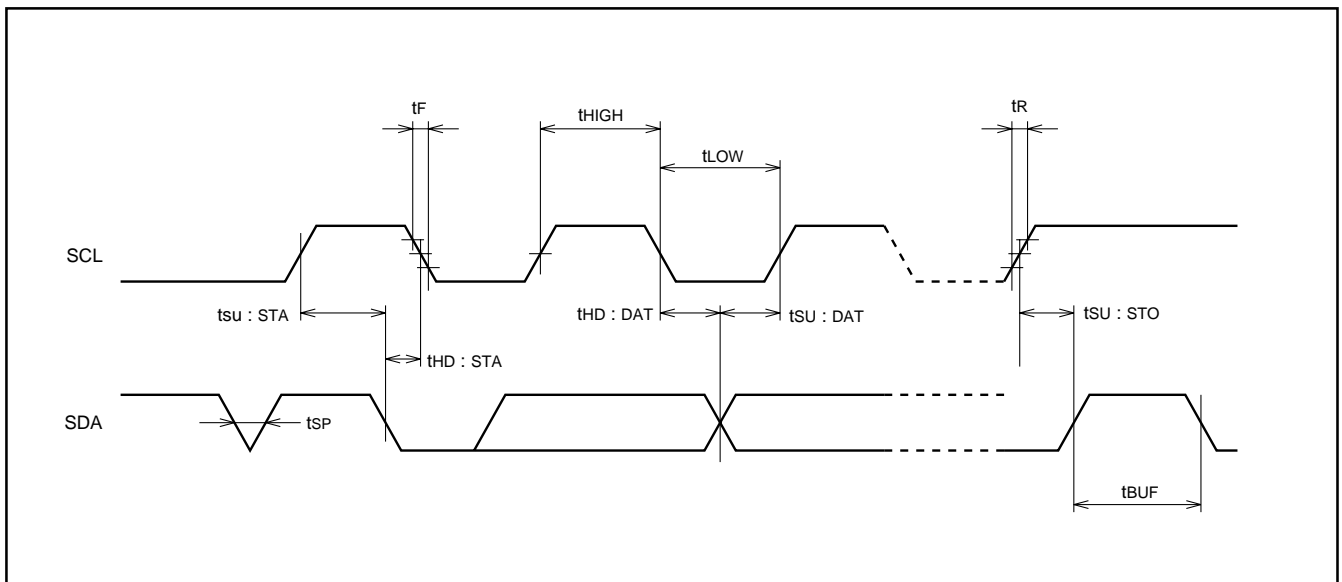 tF
tHIGH
tR
tLOW
SCL
tsu : STA
tHD : DAT
tSU : DAT
tSU : STO
tHD : STA
SDA
tSP
tBUF